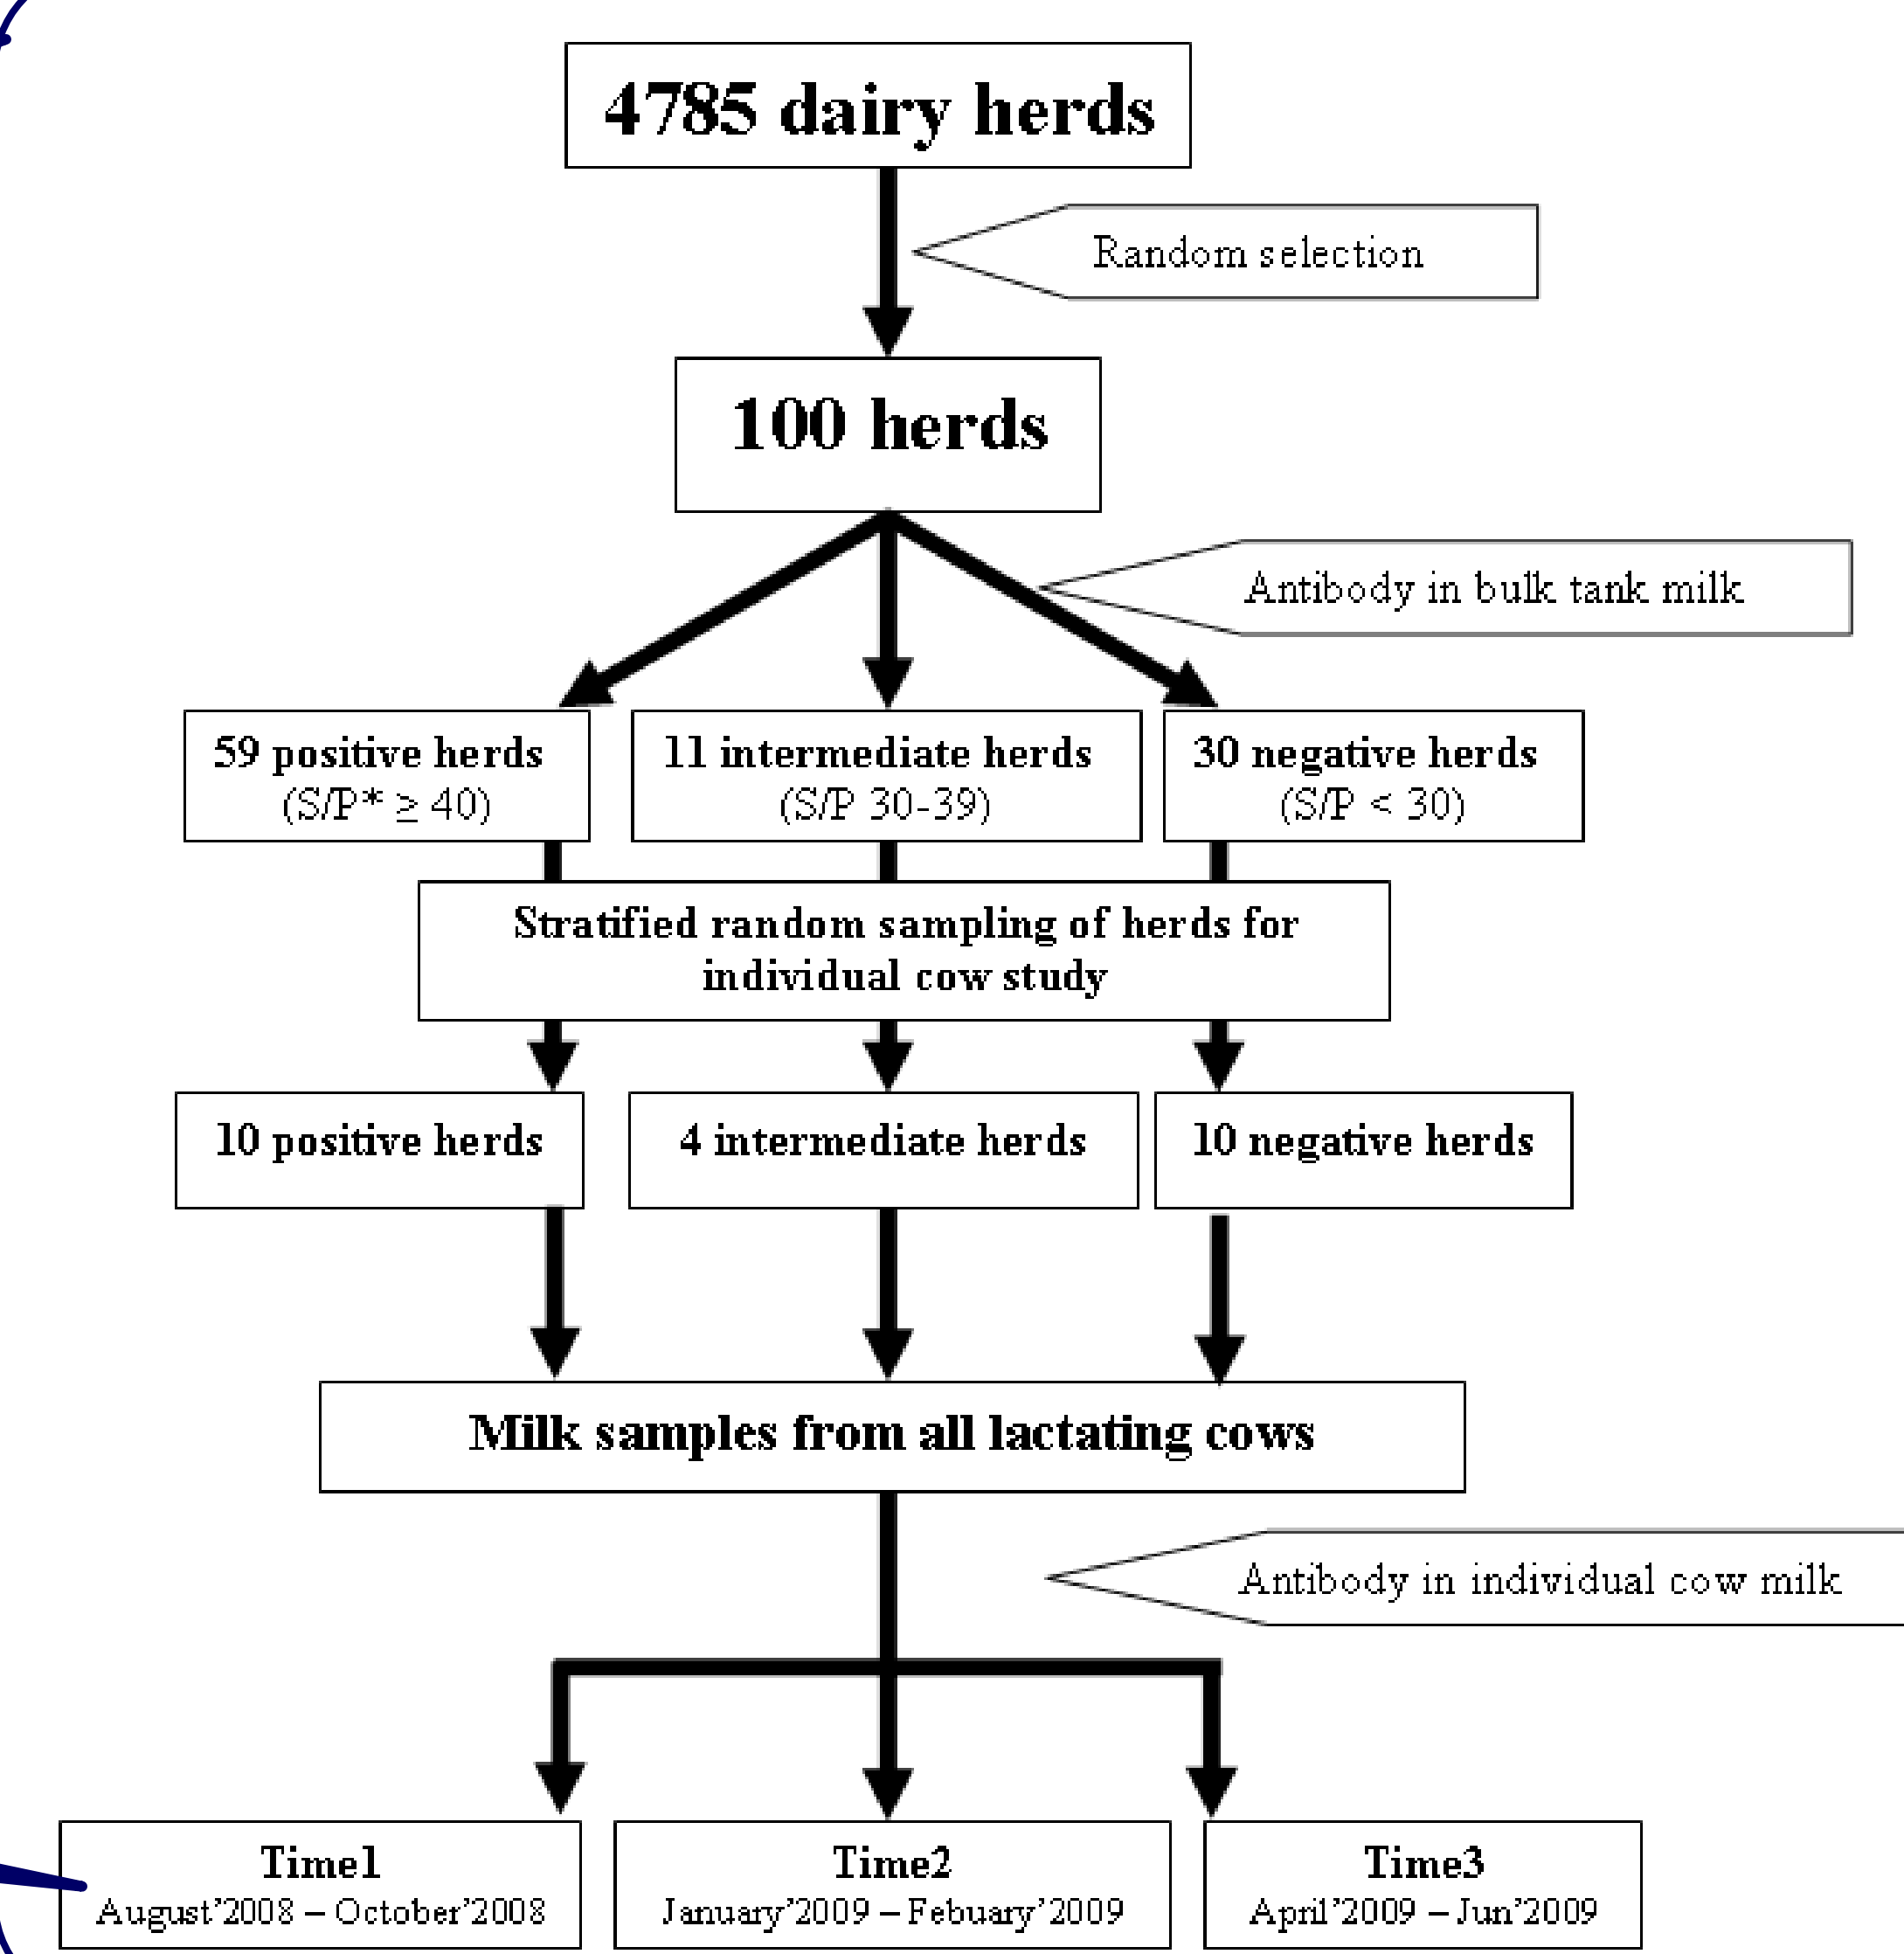 4785 dairy herds
Random selection
100 herds
Antibody in bulk tank milk
59 positive herds
(S/P* ≥ 40)
11 intermediate herds
(S/P 30-39)
30 negative herds
(S/P < 30)
Stratified random sampling of herds for
individual cow study
10 positive herds
4 intermediate herds
10 negative herds
Milk samples from all lactating cows
Antibody in individual cow milk
Time1
August’2008 – October’2008
Time2
January’2009 – Febuary’2009
Time3
April’2009 – Jun’2009